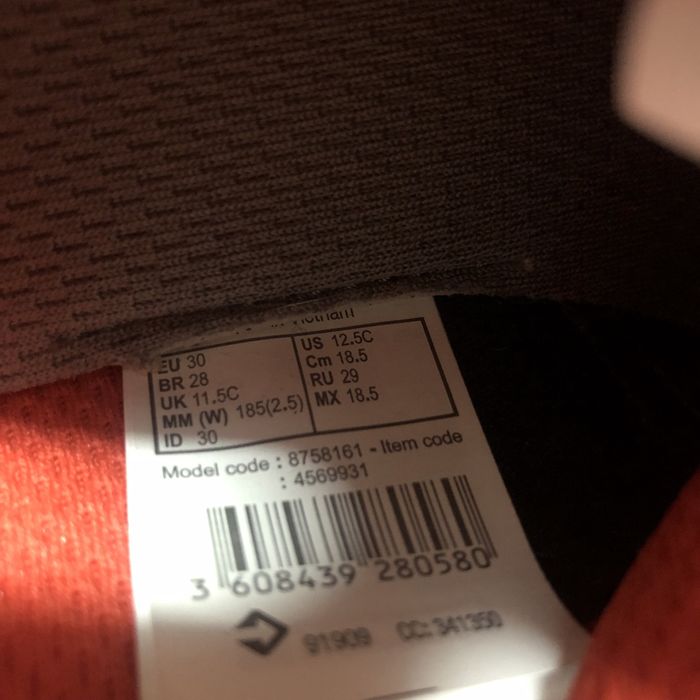 in Vietnam
EU 30
BR 28
UK 11.5C
MM (W) 185(2.5)
ID 30
US 12.5C
Cm 18.5
RU 29
MX 18.5
Model code : 8758161 - Item code
: 4569931
3 608439 280580
91909 CC: 341350